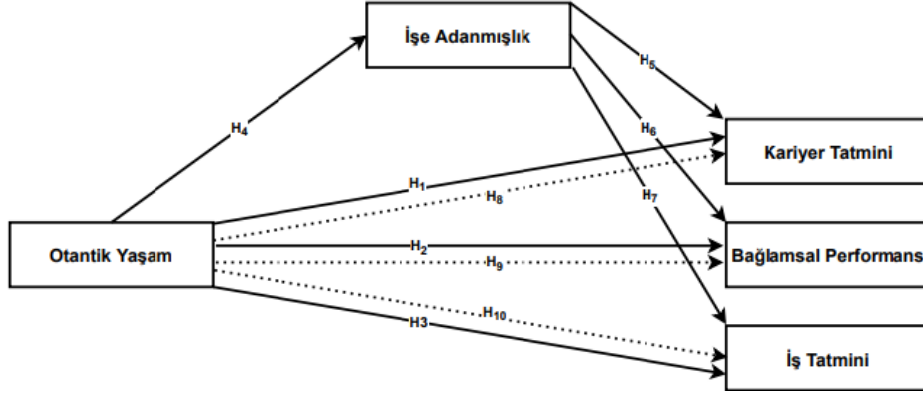 İşe Adanmışlık
H5
H4
H6
Kariyer Tatmini
H1
H8
H7
Otantik Yaşam
H2
Bağlamsal Performans
H9
H10
H3
İş Tatmini